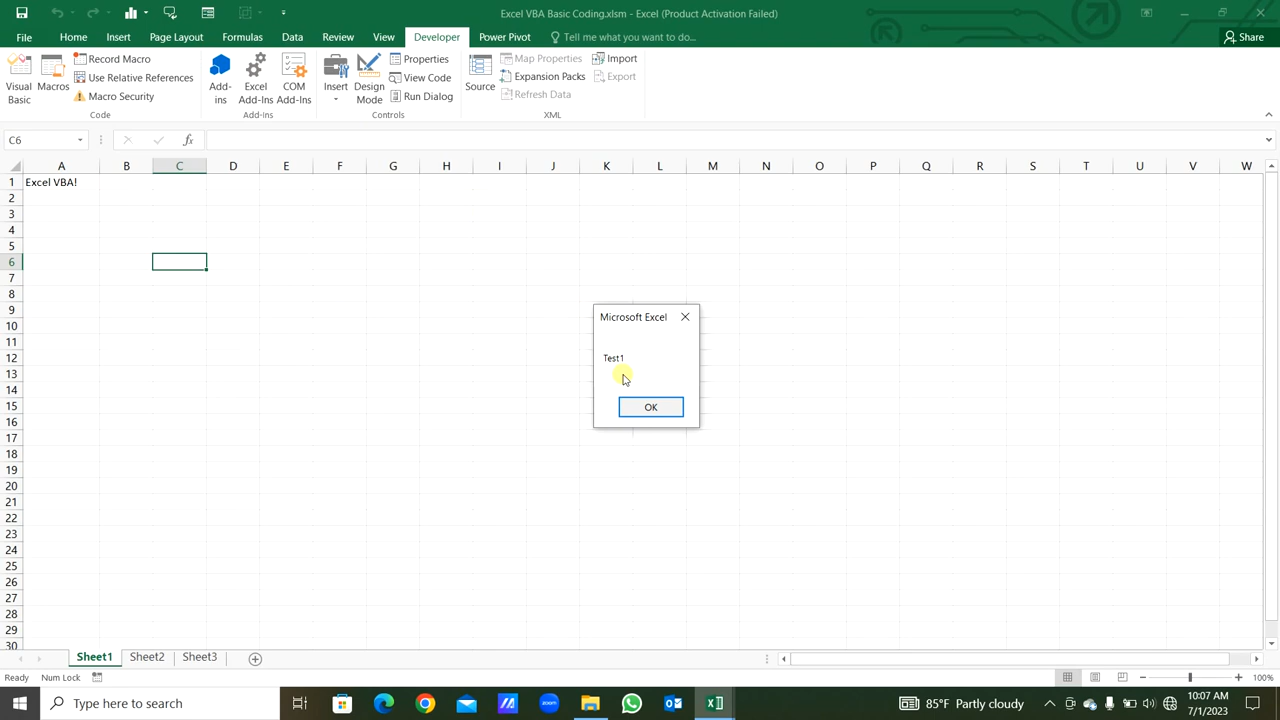 Excel VBA Basic Coding.xlsm - Excel (Product Activation Failed)
File Home Insert Page Layout Formulas Data Review View Developer Power Pivot Tell me what you want to do... Share
Visual Basic
Macros
Record Macro
Use Relative References
Macro Security
Code
Add-ins
Excel Add-Ins
COM Add-Ins
Add-Ins
Insert
Design Mode
Properties
View Code
Run Dialog
Controls
Source
Map Properties
Expansion Packs
Refresh Data
Import
Export
XML
C6 fx
A B C D E F G H I J K L M N O P Q R S T U V W
1 Excel VBA!
2
3
4
5
6
7
8
9
10
11
12
13
14
15
16
17
18
19
20
21
22
23
24
25
26
27
28
29
30
Microsoft Excel
Test1
OK
Sheet1 Sheet2 Sheet3
Ready Num Lock 100%
Type here to search
zoom
85°F Partly cloudy
10:07 AM
7/1/2023